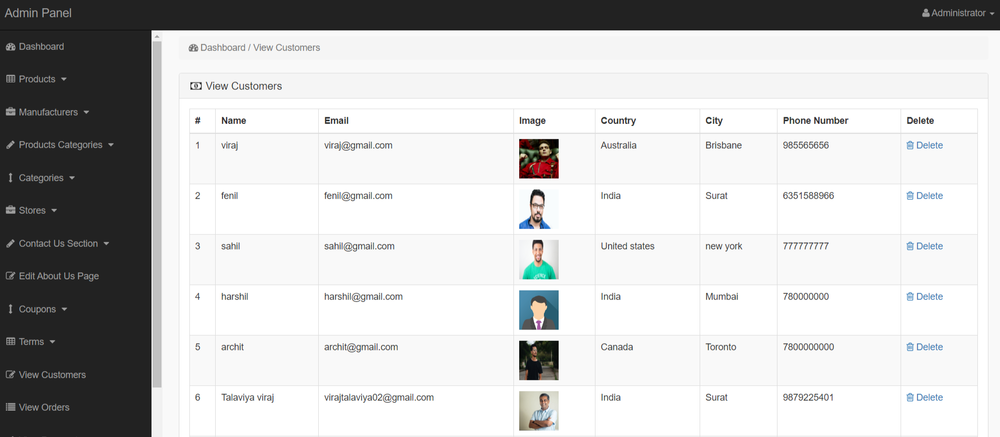 Admin Panel
Administrator
Dashboard
Products
Manufacturers
Products Categories
Categories
Stores
Contact Us Section
Edit About Us Page
Coupons
Terms
View Customers
View Orders
Dashboard / View Customers
View Customers
# Name Email Image Country City Phone Number Delete
1 viraj viraj@gmail.com Australia Brisbane 985565656 Delete
2 fenil fenil@gmail.com India Surat 6351588966 Delete
3 sahil sahil@gmail.com United states new york 777777777 Delete
SCIENCE
4 harshil harshil@gmail.com India Mumbai 780000000 Delete
5 archit archit@gmail.com Canada Toronto 7800000000 Delete
6 Talaviya viraj virajtalaviya02@gmail.com India Surat 9879225401 Delete